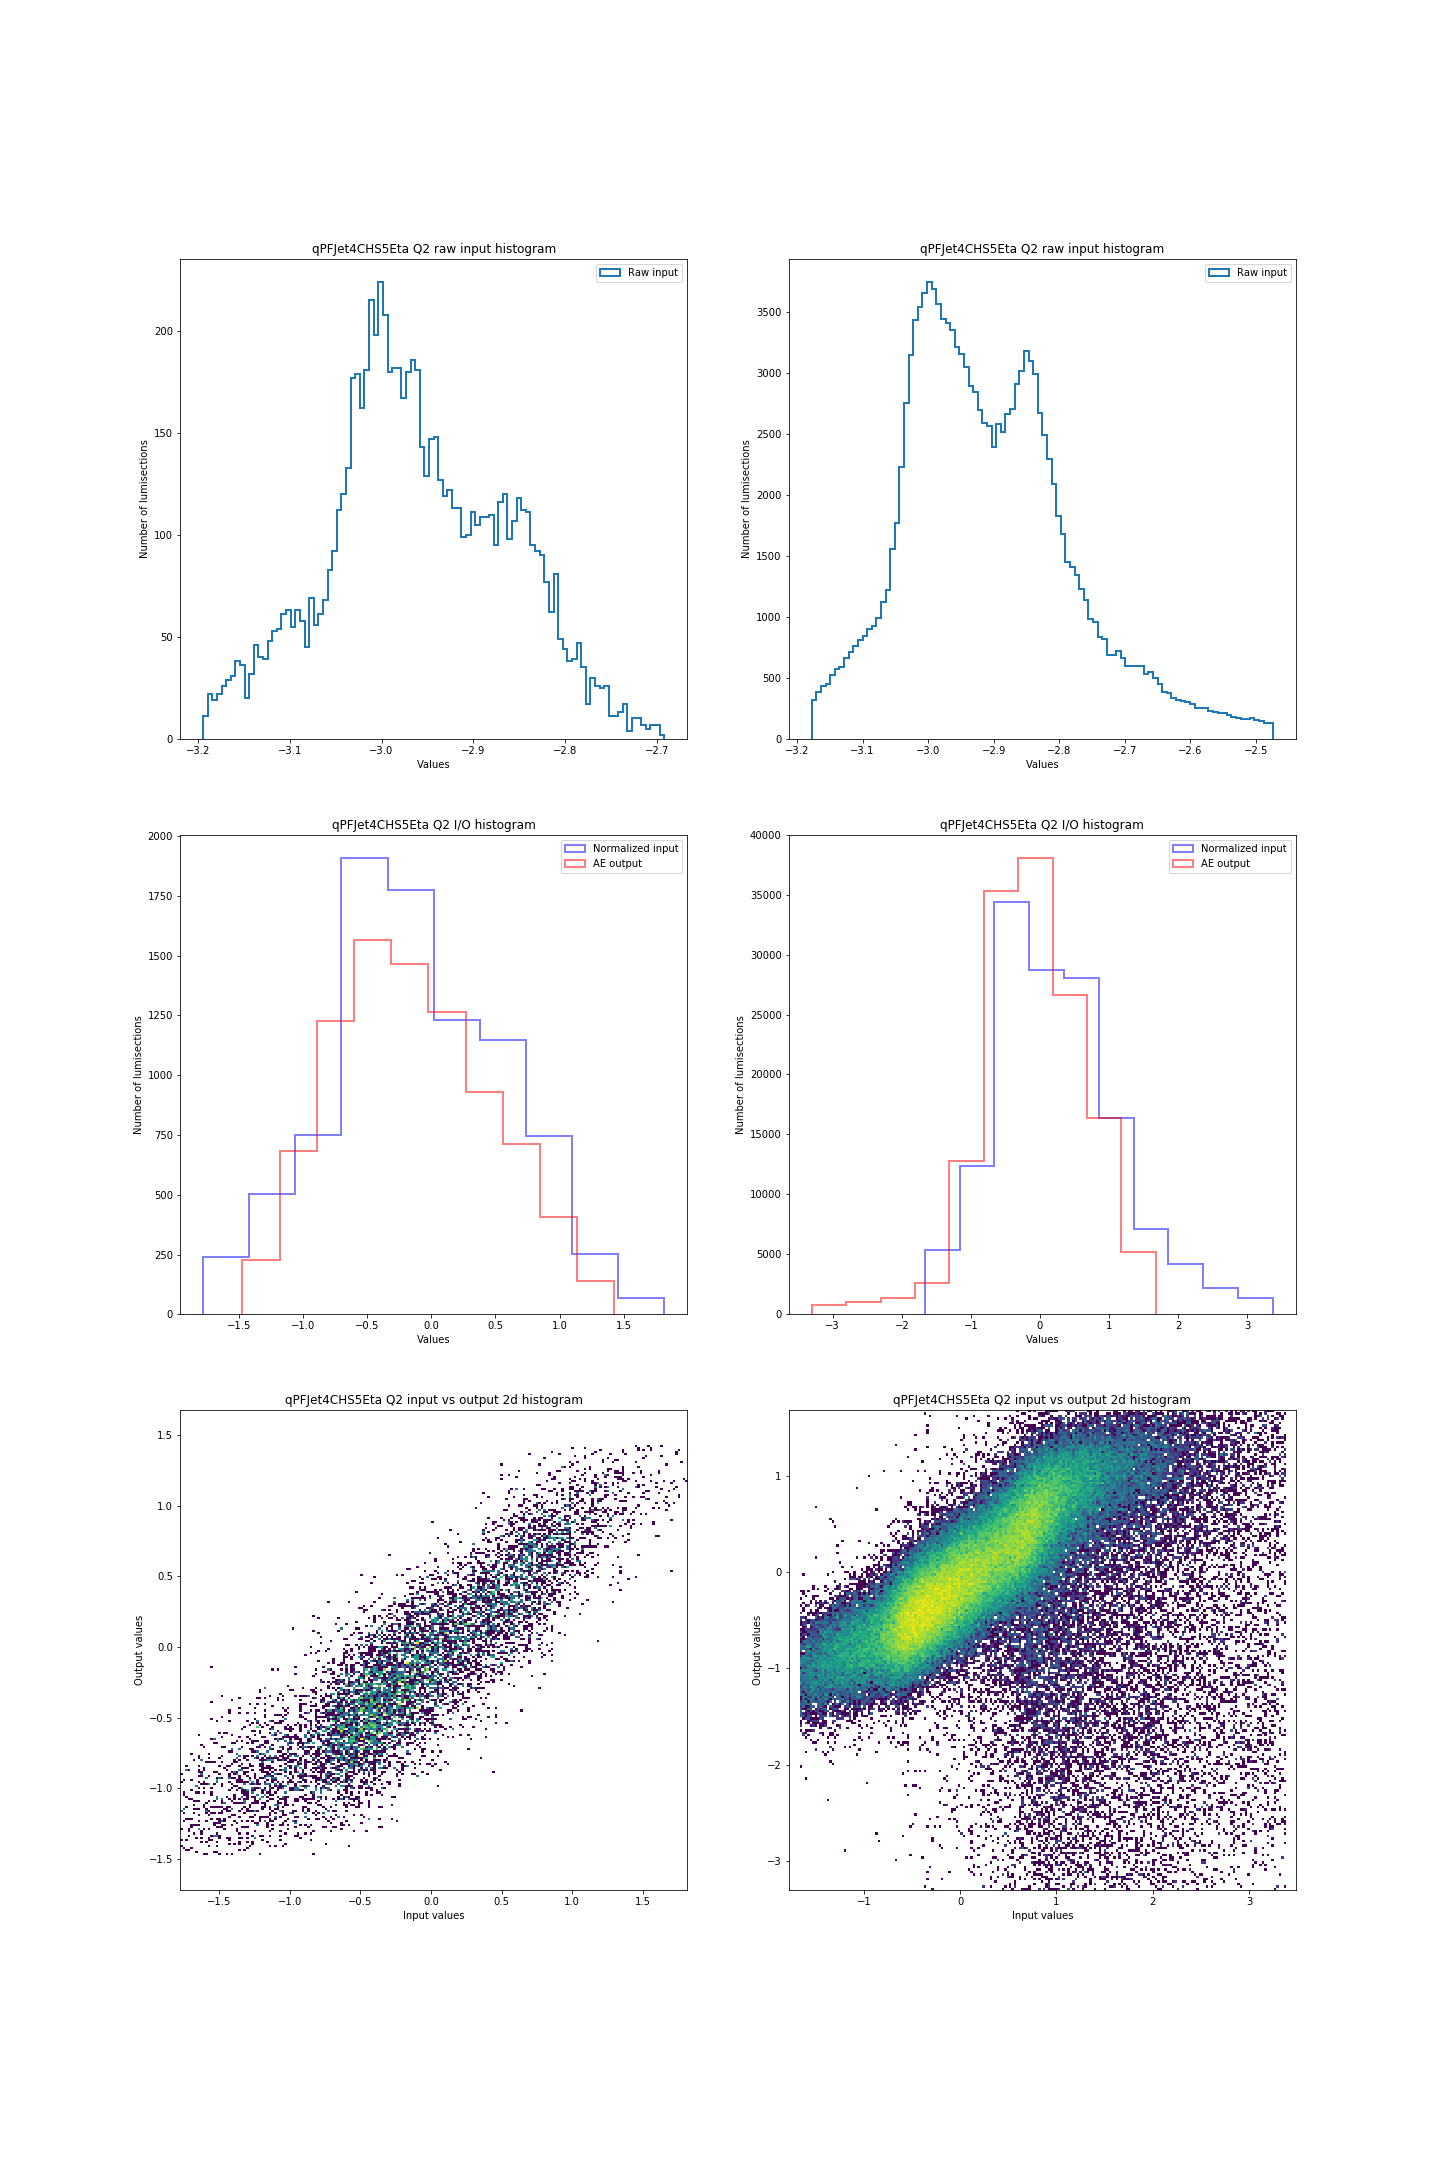 qPFJet4CHS5Eta Q2 raw input histogram
Raw input
Number of lumisections
200
150
100
50
0
−3.2 −3.1 −3.0 −2.9 −2.8 −2.7
Values
qPFJet4CHS5Eta Q2 raw input histogram
Raw input
Number of lumisections
3500
3000
2500
2000
1500
1000
500
0
−3.2 −3.1 −3.0 −2.9 −2.8 −2.7 −2.6 −2.5
Values
qPFJet4CHS5Eta Q2 I/O histogram
Normalized input
AE output
Number of lumisections
2000
1750
1500
1250
1000
750
500
250
0
−1.5 −1.0 −0.5 0.0 0.5 1.0 1.5
Values
qPFJet4CHS5Eta Q2 I/O histogram
Normalized input
AE output
Number of lumisections
40000
35000
30000
25000
20000
15000
10000
5000
0
−3 −2 −1 0 1 2 3
Values
qPFJet4CHS5Eta Q2 input vs output 2d histogram
Output values
1.5
1.0
0.5
0.0
−0.5
−1.0
−1.5
−1.5 −1.0 −0.5 0.0 0.5 1.0 1.5
Input values
qPFJet4CHS5Eta Q2 input vs output 2d histogram
Output values
1
0
−1
−2
−3
−1 0 1 2 3
Input values